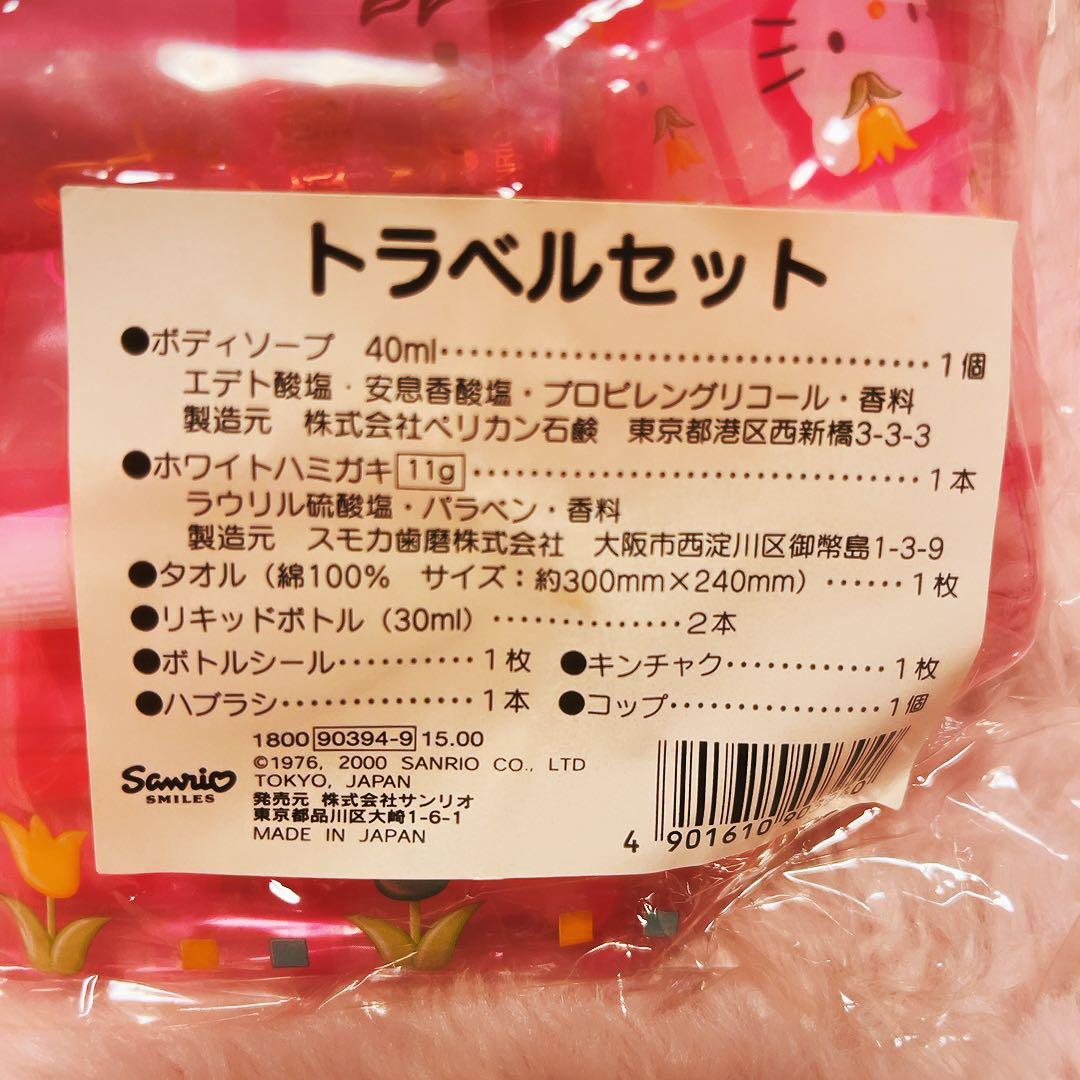 トラベルセット
●ボディソープ 40ml・・・・・・・・・・・・・・・・・・・・・・・・・・・・・・・・1個
エデト酸塩・安息香酸塩・プロピレングリコール・香料
製造元 株式会社ペリカン石鹸 東京都港区西新橋3-3-3
●ホワイトハミガキ 11g・・・・・・・・・・・・・・・・・・・・・・・・・・・・・1本
ラウリル硫酸塩・パラベン・香料
製造元 スモカ歯磨株式会社 大阪市西淀川区御幣島1-3-9
●タオル(綿100% サイズ:約300mm×240mm)・・・・・・1枚
●リキッドボトル(30ml)・・・・・・・・・・・・・・2本
●ボトルシール・・・・・・・・・・1枚 ●キンチャク・・・・・・・・・・・・1枚
●ハブラシ・・・・・・・・・・・・・・1本 ●コップ・・・・・・・・・・・・・・・・1個
1800 90394-9 15.00
©1976, 2000 SANRIO CO., LTD
TOKYO, JAPAN
Sanrio
SMILES
発売元 株式会社サンリオ
東京都品川区大崎1-6-1
MADE IN JAPAN
4 901610